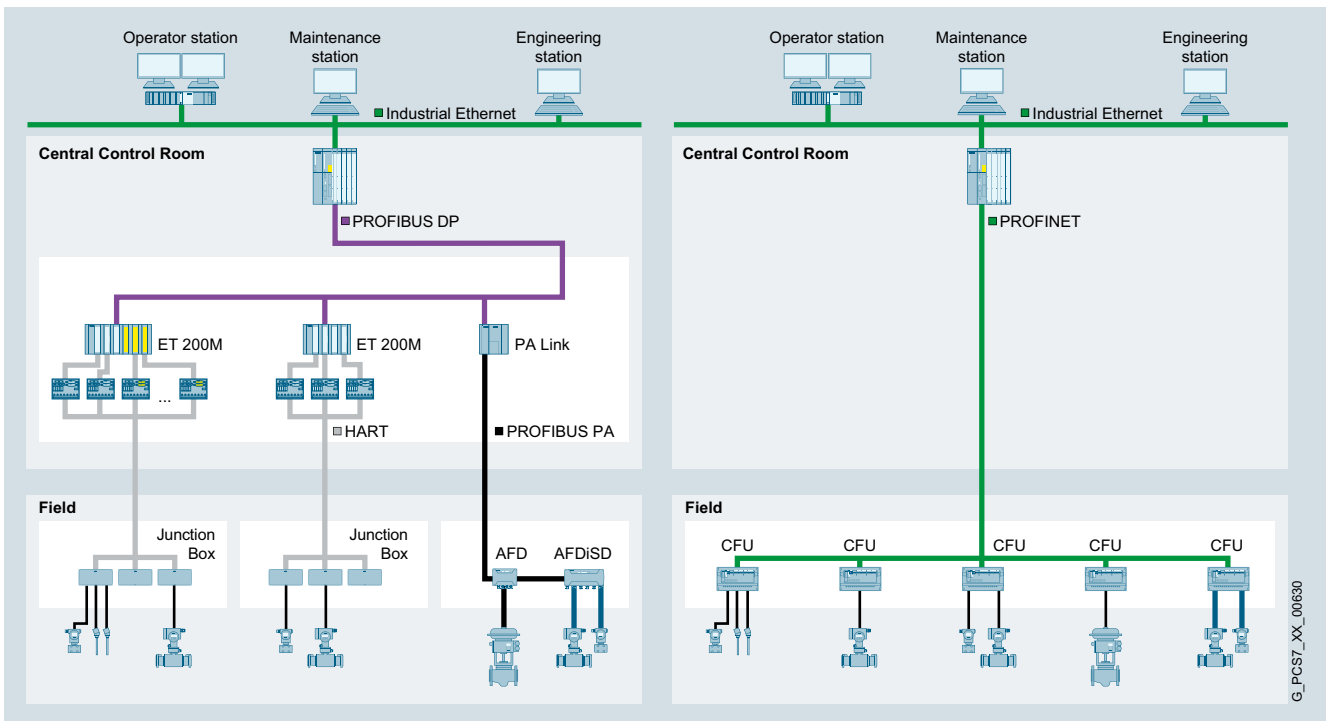 Operator station
Maintenance
station
Engineering
station
Industrial Ethernet
Central Control Room
PROFIBUS DP
ET 200M
ET 200M
PA Link
...
HART
PROFIBUS PA
Field
Junction
Box
Junction
Box
AFD
AFDiSD
Operator station
Maintenance
station
Engineering
station
Industrial Ethernet
Central Control Room
PROFINET
Field
CFU
CFU
CFU
CFU
CFU
G_PCS7_XX_00630